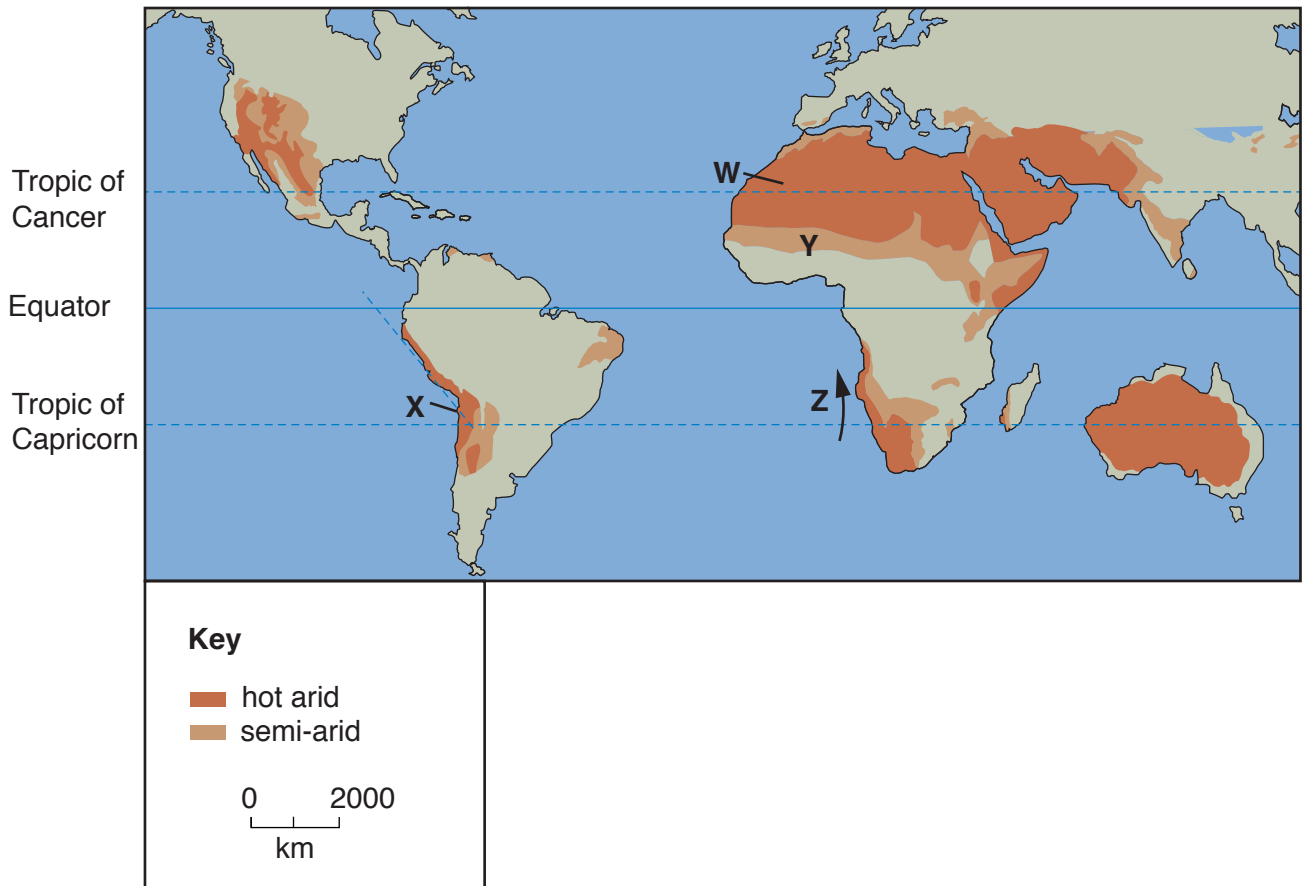 Tropic of
Cancer
W
Y
Equator
Tropic of
Capricorn
X
Z
Key
hot arid
semi-arid
0 2000
km